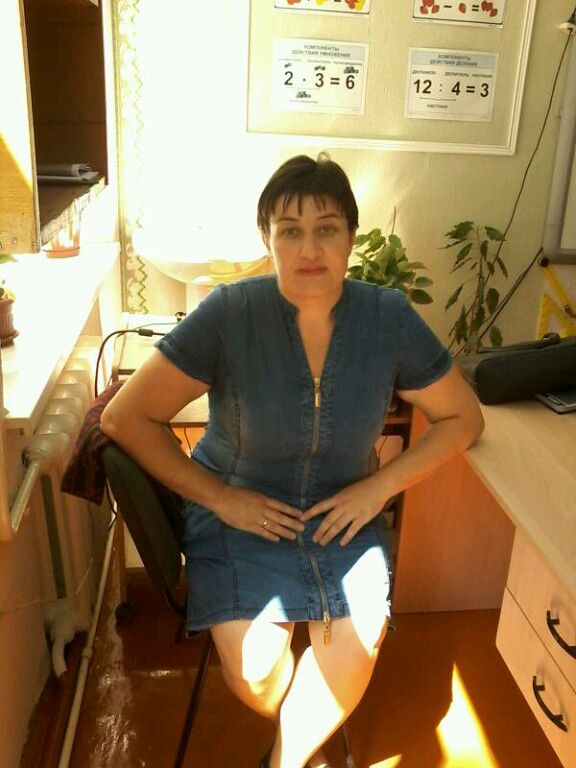 - =
КОМПОНЕНТЫ
ДЕЙСТВИЯ УМНОЖЕНИЯ
2 · 3 = 6
КОМПОНЕНТЫ
ДЕЙСТВИЯ ДЕЛЕНИЯ
делимое делитель частное
12 : 4 = 3
частное